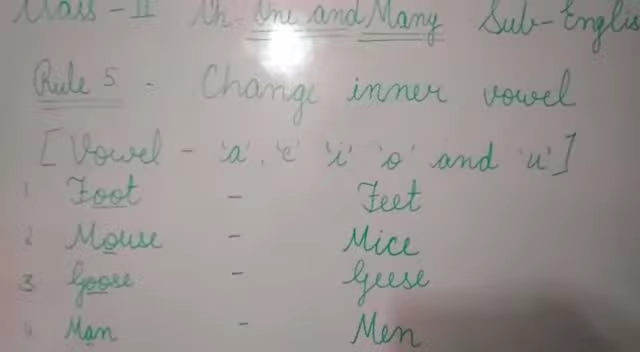 Class - II Ch. One and Many Sub - Englis
Rule 5 - Change inner vowel
[Vowel - 'a', 'e' 'i' 'o' and 'u']
1 Foot - Feet
2 Mouse - Mice
3 Goose - Geese
4 Man - Men